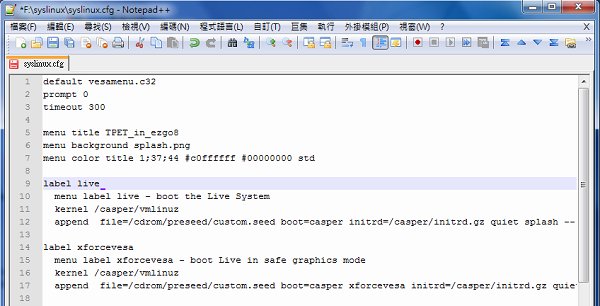 *F:\syslinux\syslinux.cfg - Notepad++
檔案(F) 編輯(E) 尋找(S) 檢視(V) 編碼(N) 程式語言(L) 自訂(T) 巨集 執行 外掛模組(P) 視窗(W) ? X
syslinux.cfg
1 default vesamenu.c32
2 prompt 0
3 timeout 300
4
5 menu title TPET_in_ezgo8
6 menu background splash.png
7 menu color title 1;37;44 #c0ffffff #00000000 std
8
9 label live
10 menu label live - boot the Live System
11 kernel /casper/vmlinuz
12 append  file=/cdrom/preseed/custom.seed boot=casper initrd=/casper/initrd.gz quiet splash --
13
14 label xforcevesa
15 menu label xforcevesa - boot Live in safe graphics mode
16 kernel /casper/vmlinuz
17 append  file=/cdrom/preseed/custom.seed boot=casper xforcevesa initrd=/casper/initrd.gz quie
18